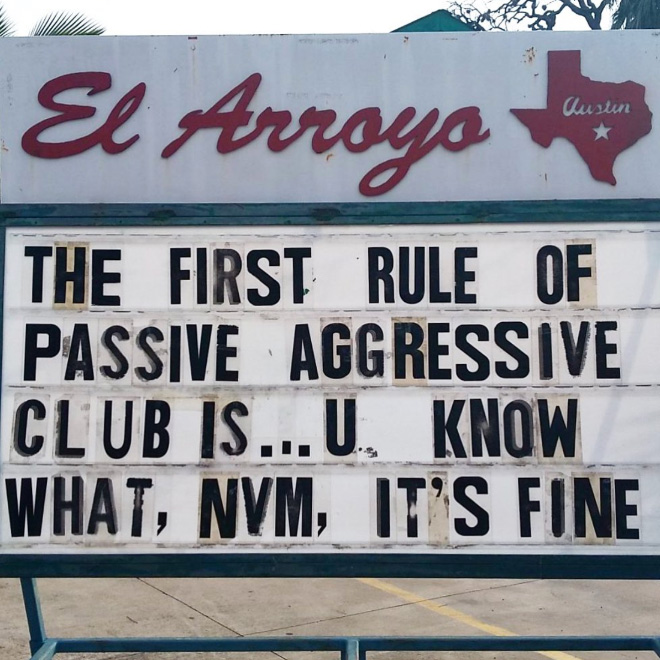 El Arroyo
Austin
THE FIRST RULE OF
PASSIVE AGGRESSIVE
CLUB IS...U KNOW
WHAT, NVM, IT'S FINE